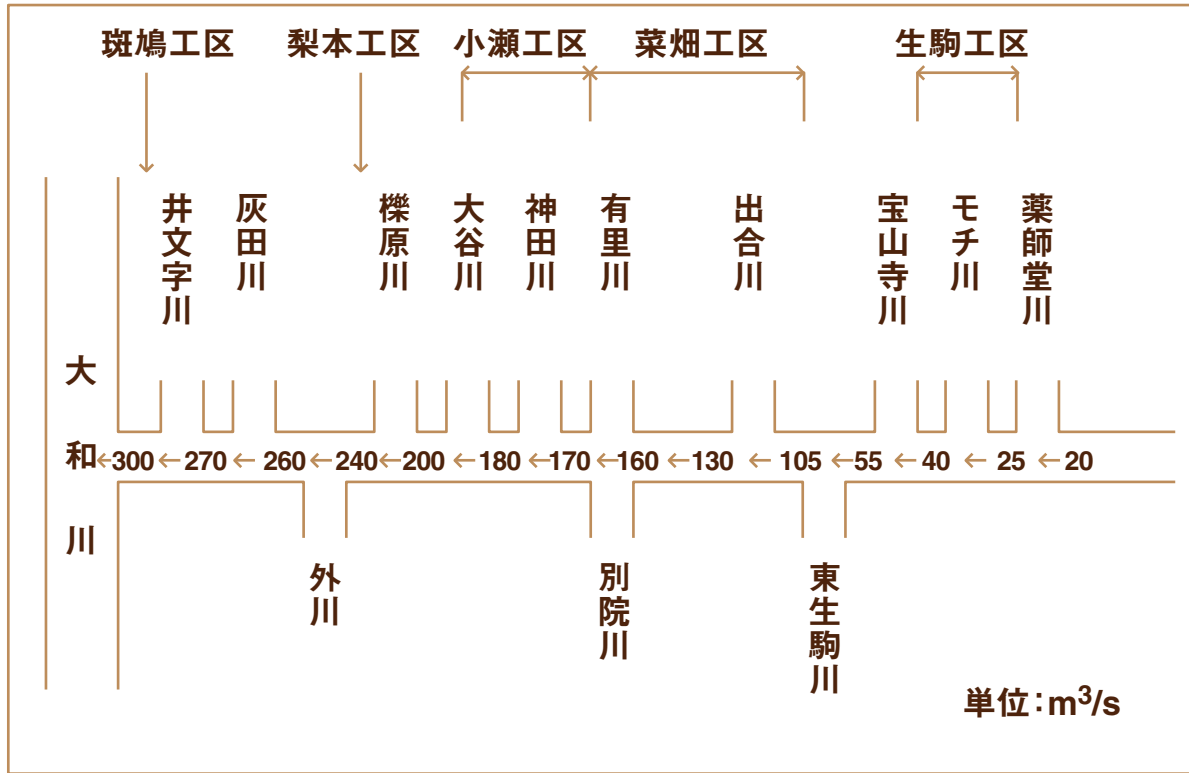 斑鳩工区 梨本工区 小瀬工区 菜畑工区 生駒工区
井文字川
灰田川
櫟原川
大谷川
神田川
有里川
出合川
宝山寺川
モチ川
薬師堂川
大和川
←300 ←270 ←260 ←240 ←200 ←180 ←170 ←160 ←130 ←105 ←55 ←40 ←25 ←20
外川
別院川
東生駒川
単位：m³/s